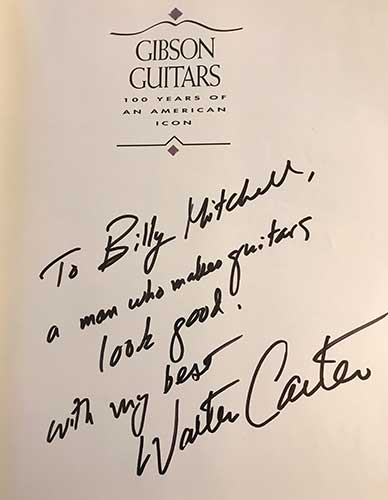 GIBSON
GUITARS
100 YEARS OF
AN AMERICAN
ICON
To Billy Mitchell,
a man who makes guitars
look good.
with my best
Walter Carter